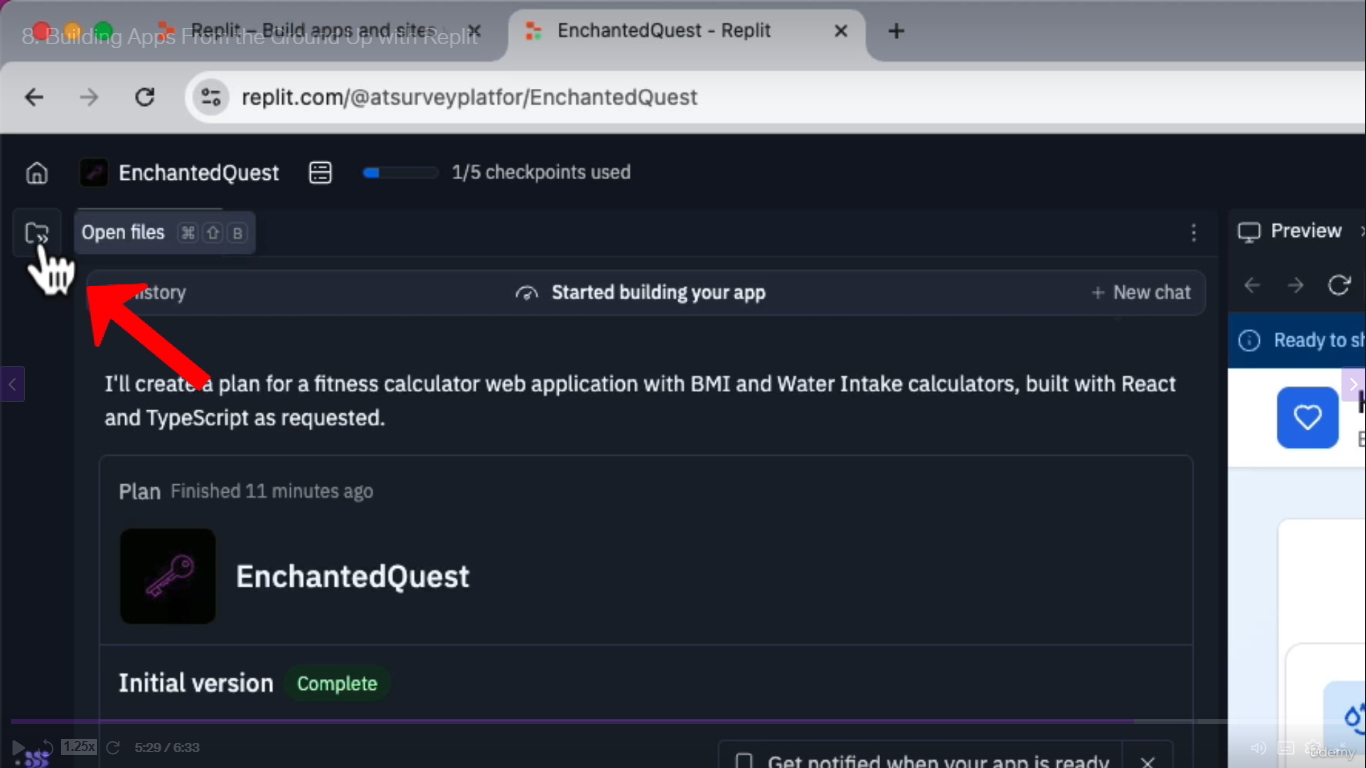 8. Building Apps From the Ground Up with Replit
Replit – Build apps and sites
EnchantedQuest - Replit
replit.com/@atsurveyplatfor/EnchantedQuest
EnchantedQuest
1/5 checkpoints used
Open files ⌘ ⇧ B
Preview
istory
Started building your app
+ New chat
Ready to sh
I'll create a plan for a fitness calculator web application with BMI and Water Intake calculators, built with React
and TypeScript as requested.
Plan Finished 11 minutes ago
EnchantedQuest
Initial version Complete
1.25x
5:29 / 6:33
Get notified when your app is ready
Udemy